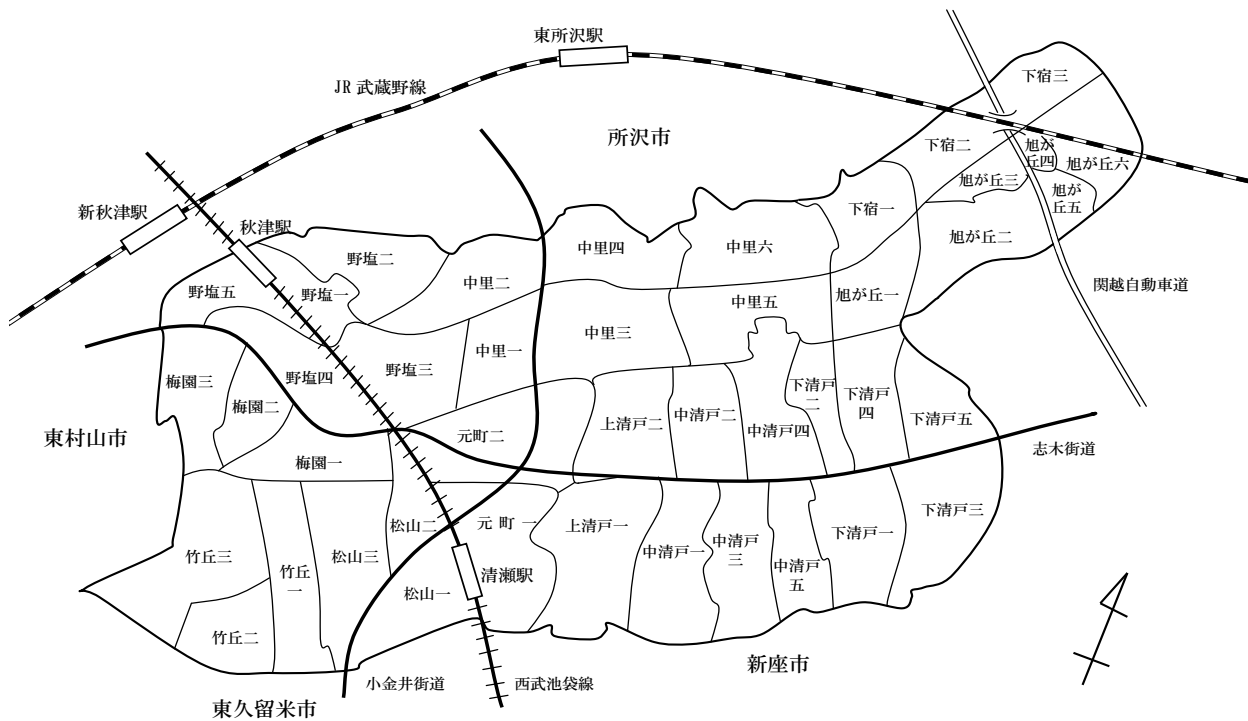 東所沢駅
下宿三
JR 武蔵野線
所沢市
下宿二
旭が
丘四
旭が丘六
旭が丘三
旭が
丘五
新秋津駅
秋津駅
下宿一
旭が丘二
野塩二
中里四
中里六
野塩五
野塩一
中里二
旭が丘一
中里五
関越自動車道
中里三
中里一
野塩三
野塩四
梅園三
梅園二
下清戸
二
下清戸
四
下清戸五
上清戸二
中清戸二
中清戸四
東村山市
元町二
志木街道
梅園一
松山二
元 町 一
上清戸一
中清戸一
中清戸
三
下清戸一
下清戸三
竹丘三
竹丘
一
松山三
清瀬駅
中清戸
五
松山一
竹丘二
新座市
小金井街道
西武池袋線
東久留米市